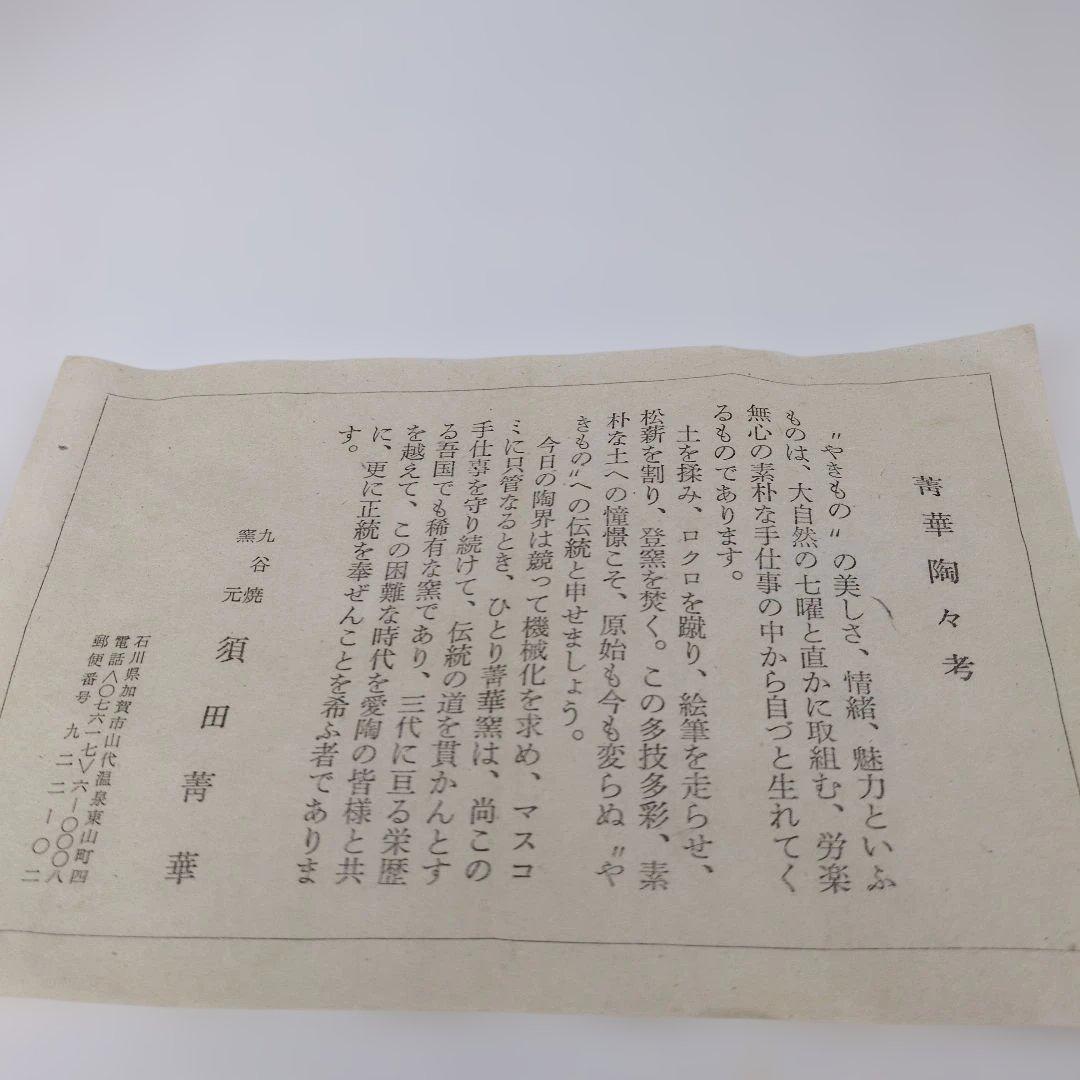 菁華陶々考
〝やきもの〟の美しさ、情緒、魅力といふ
ものは、大自然の七曜と直かに取組む、労楽
無心の素朴な手仕事の中から自づと生れてく
るものであります。
土を揉み、ロクロを蹴り、絵筆を走らせ、
松薪を割り、登窯を焚く。この多技多彩、素
朴な土への憧憬こそ、原始も今も変らぬ〝や
きもの〟への伝統と申せましょう。
今日の陶界は競って機械化を求め、マスコ
ミに只管なるとき、ひとり菁華窯は、尚この
手仕事を守り続けて、伝統の道を貫かんとす
る吾国でも稀有な窯であり、三代に亘る栄歴
を越えて、この困難な時代を愛陶の皆様と共
に、更に正統を奉ぜんことを希ふ者でありま
す。
九谷焼
窯元
須田菁華
石川県加賀市山代温泉東山町四
電話〈〇七六一七〉六ー〇〇〇八
郵便番号 九二二ー〇二